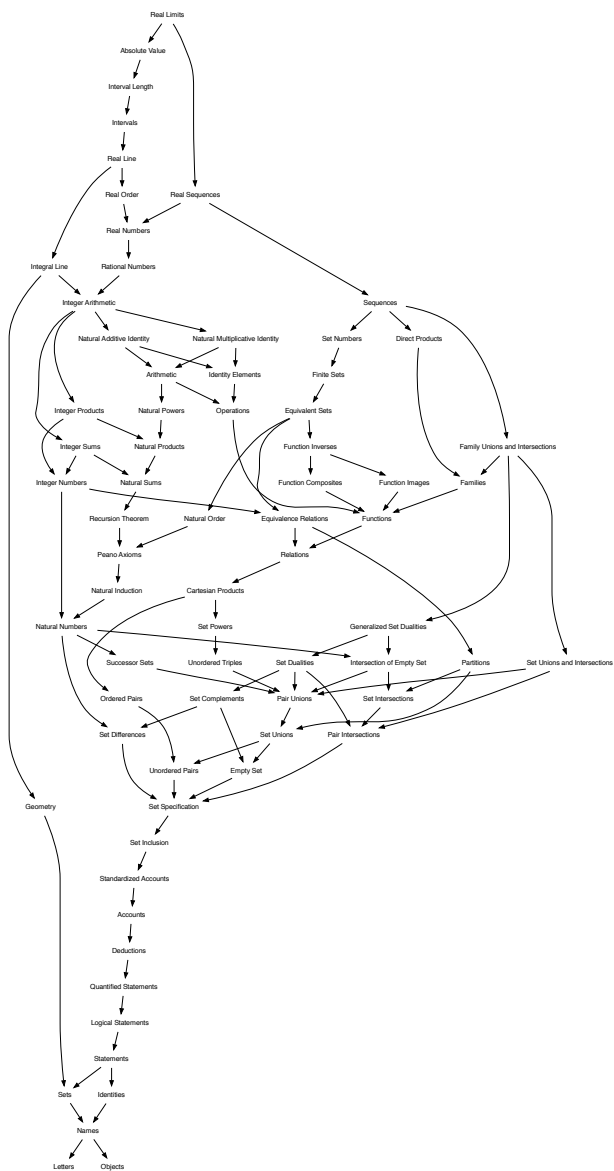 Real Limits
Absolute Value
Interval Length
Intervals
Real Line
Real Order
Real Sequences
Real Numbers
Integral Line
Rational Numbers
Integer Arithmetic
Sequences
Natural Additive Identity
Natural Multiplicative Identity
Set Numbers
Direct Products
Arithmetic
Identity Elements
Finite Sets
Integer Products
Natural Powers
Operations
Equivalent Sets
Integer Sums
Natural Products
Function Inverses
Family Unions and Intersections
Integer Numbers
Natural Sums
Function Composites
Function Images
Families
Recursion Theorem
Natural Order
Equivalence Relations
Functions
Peano Axioms
Relations
Natural Induction
Cartesian Products
Natural Numbers
Set Powers
Generalized Set Dualities
Successor Sets
Unordered Triples
Set Dualities
Intersection of Empty Set
Partitions
Set Unions and Intersections
Ordered Pairs
Set Complements
Pair Unions
Set Intersections
Set Differences
Set Unions
Pair Intersections
Unordered Pairs
Empty Set
Geometry
Set Specification
Set Inclusion
Standardized Accounts
Accounts
Deductions
Quantified Statements
Logical Statements
Statements
Sets
Identities
Names
Letters
Objects